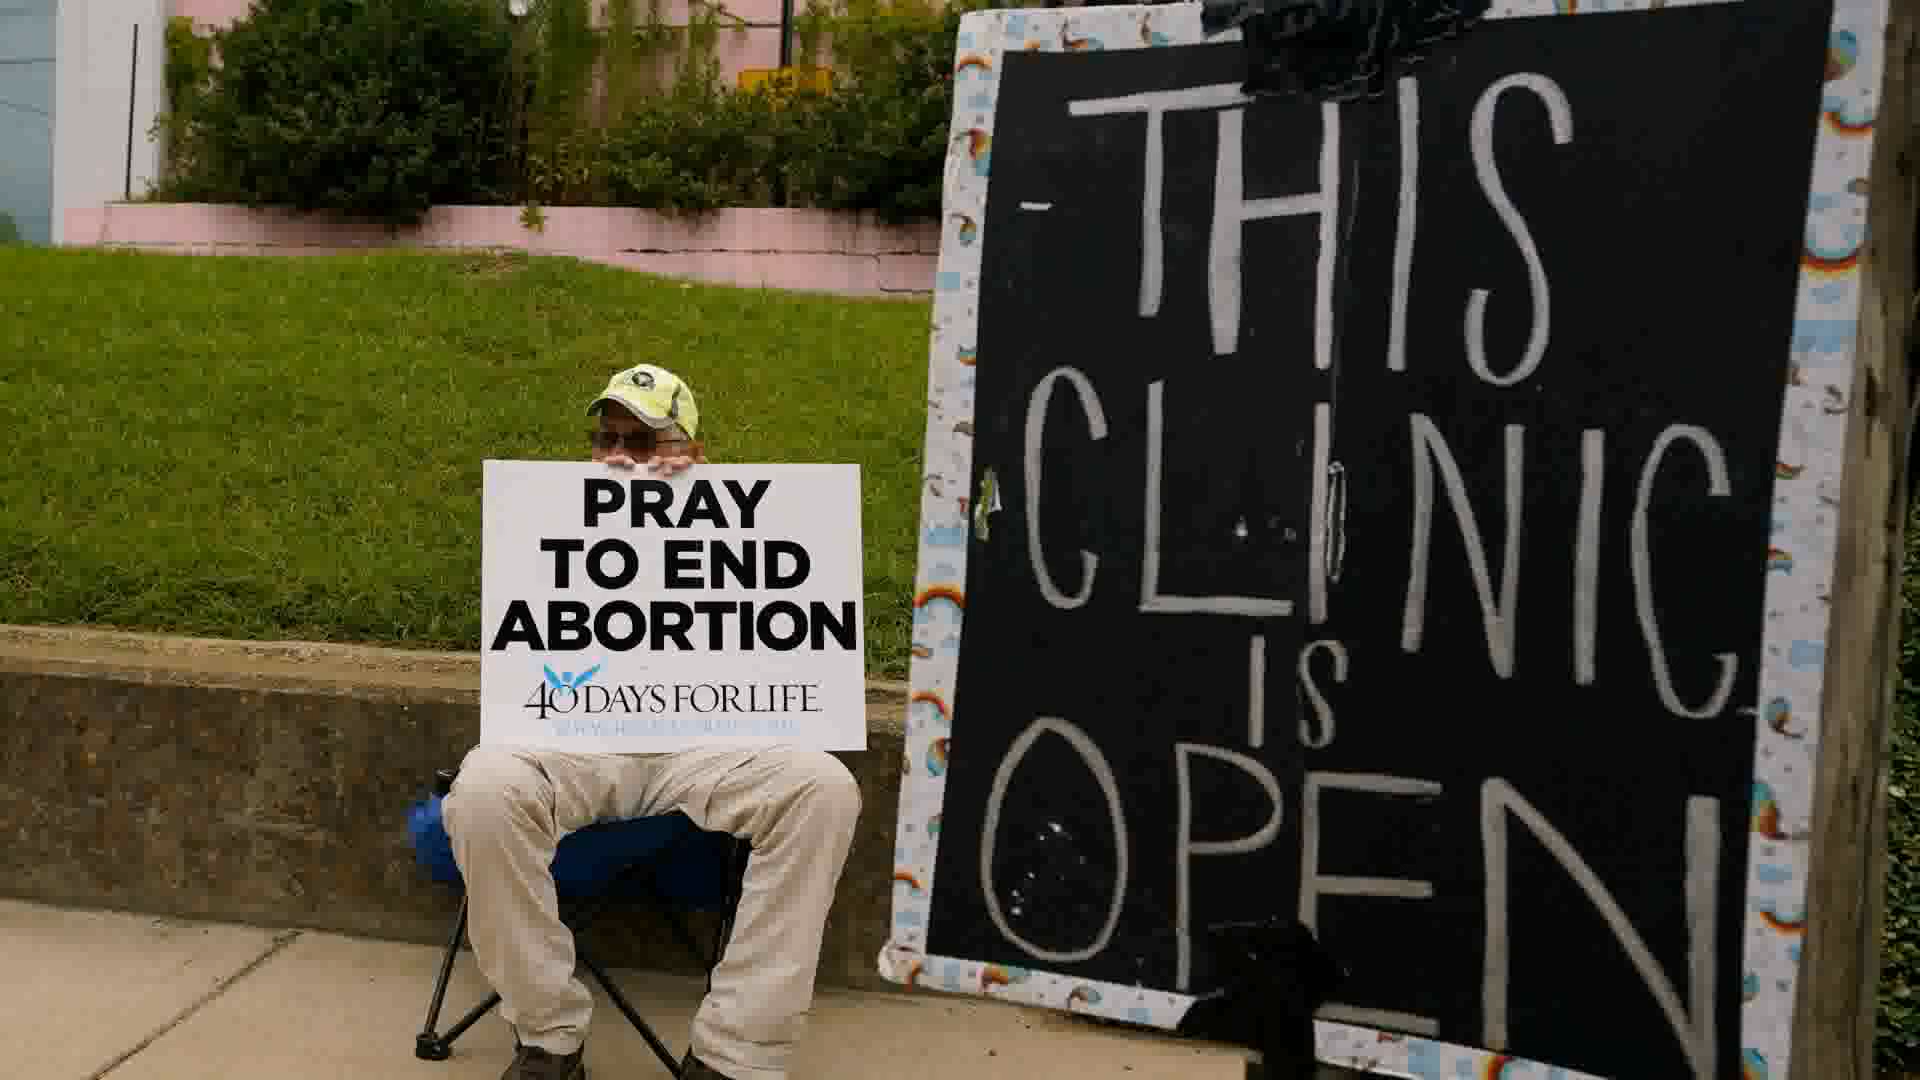 PRAY
TO END
ABORTION
40 DAYS FOR LIFE
THIS
CLINIC
IS
OPEN